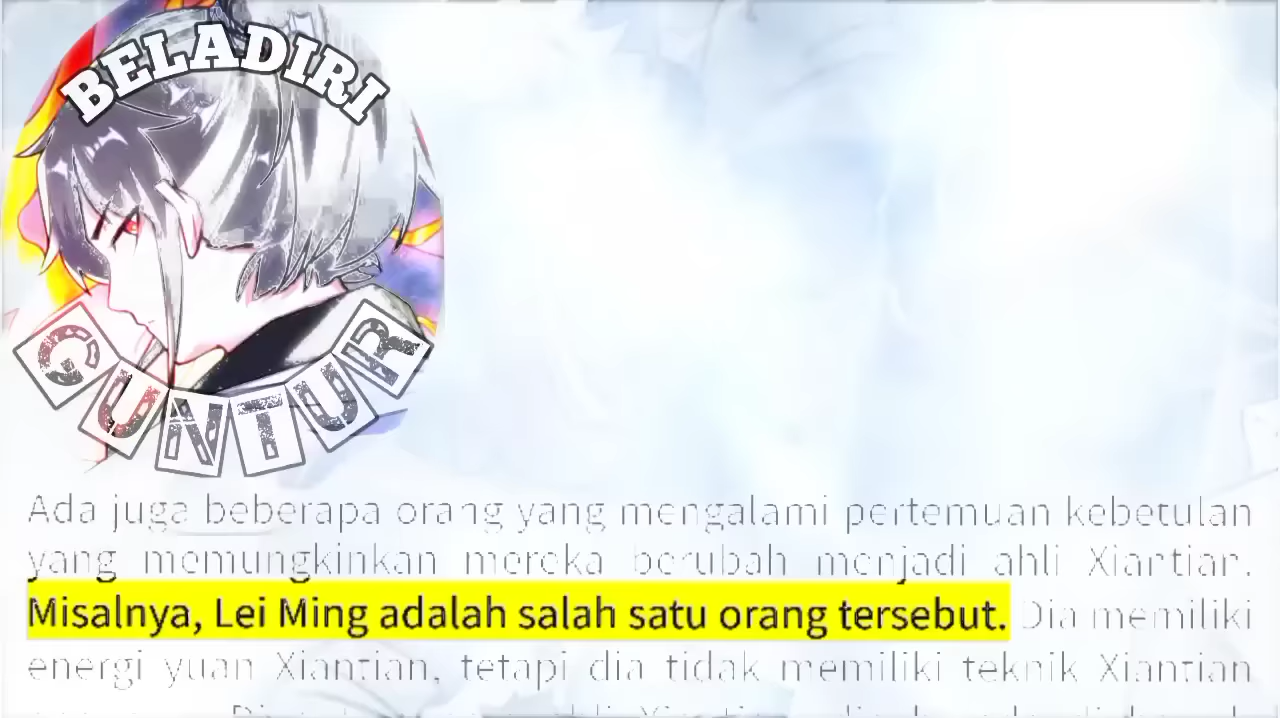 BELADIRI
GUNTUR
Ada juga beberapa orang yang mengalami pertemuan kebetulan
yang memungkinkan mereka berubah menjadi ahli Xiantian.
Misalnya, Lei Ming adalah salah satu orang tersebut. Dia memiliki
energi yuan Xiantian, tetapi dia tidak memiliki teknik Xiantian